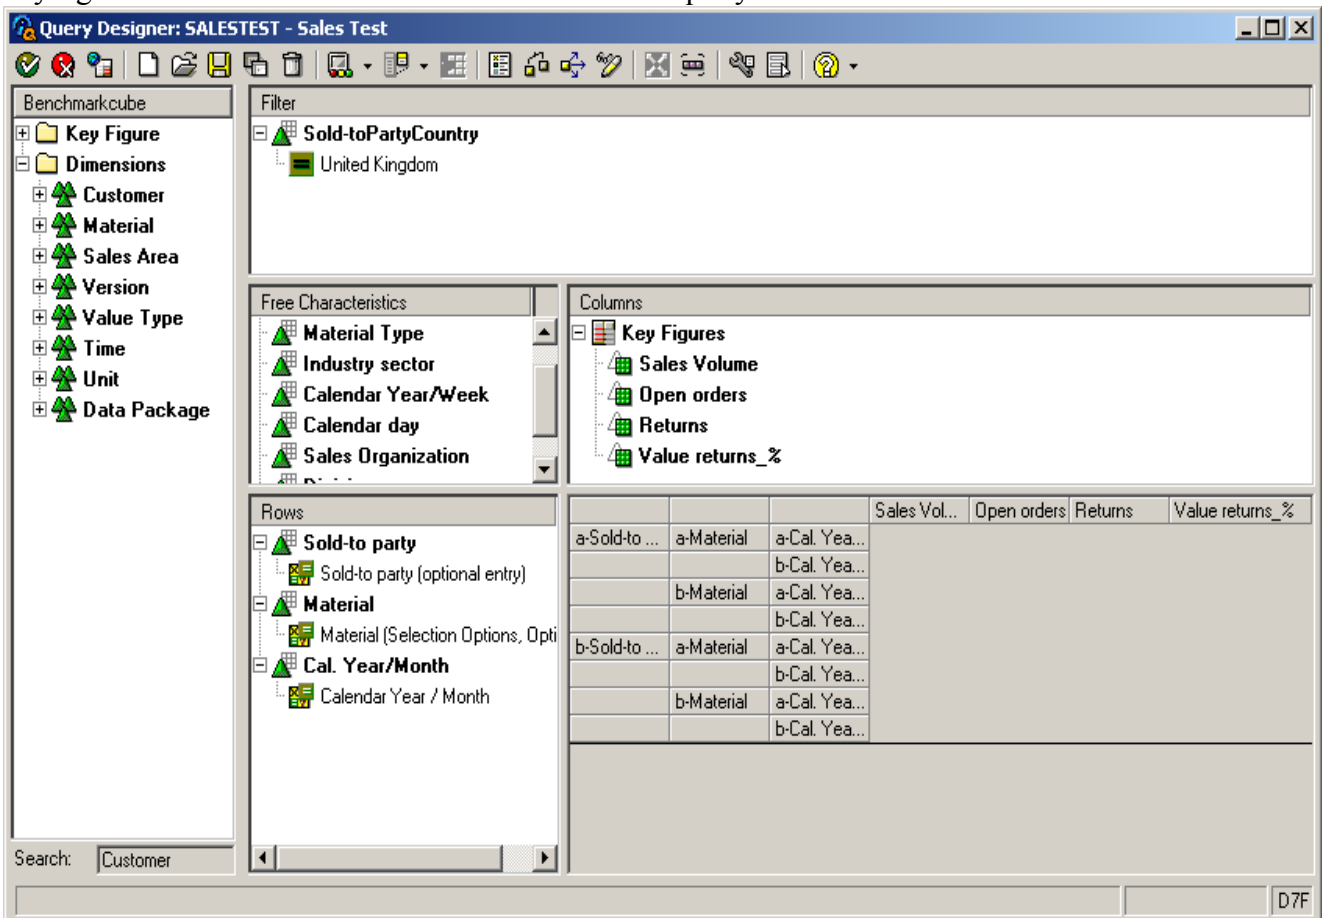 Query Designer: SALESTEST - Sales Test
Benchmarkcube
Key Figure
Dimensions
Customer
Material
Sales Area
Version
Value Type
Time
Unit
Data Package
Search: Customer
Filter
Sold-toPartyCountry
United Kingdom
Free Characteristics
Material Type
Industry sector
Calendar Year/Week
Calendar day
Sales Organization
Columns
Key Figures
Sales Volume
Open orders
Returns
Value returns_%
Rows
Sold-to party
Sold-to party (optional entry)
Material
Material (Selection Options, Opti
Cal. Year/Month
Calendar Year / Month
Sales Vol... Open orders Returns Value returns_%
a-Sold-to ... a-Material a-Cal. Yea...
b-Cal. Yea...
b-Material a-Cal. Yea...
b-Cal. Yea...
b-Sold-to ... a-Material a-Cal. Yea...
b-Cal. Yea...
b-Material a-Cal. Yea...
b-Cal. Yea...
D7F